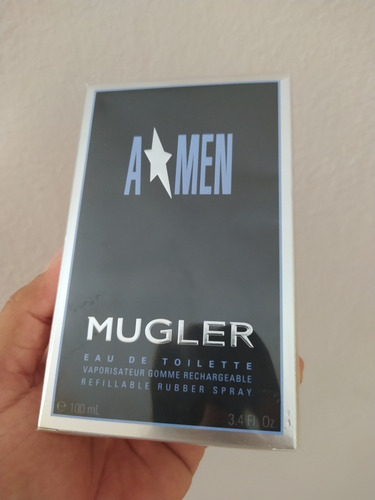 A★MEN
MUGLER
EAU DE TOILETTE
VAPORISATEUR GOMME RECHARGEABLE
REFILLABLE RUBBER SPRAY
℮ 100 mL 3.4 Fl. Oz